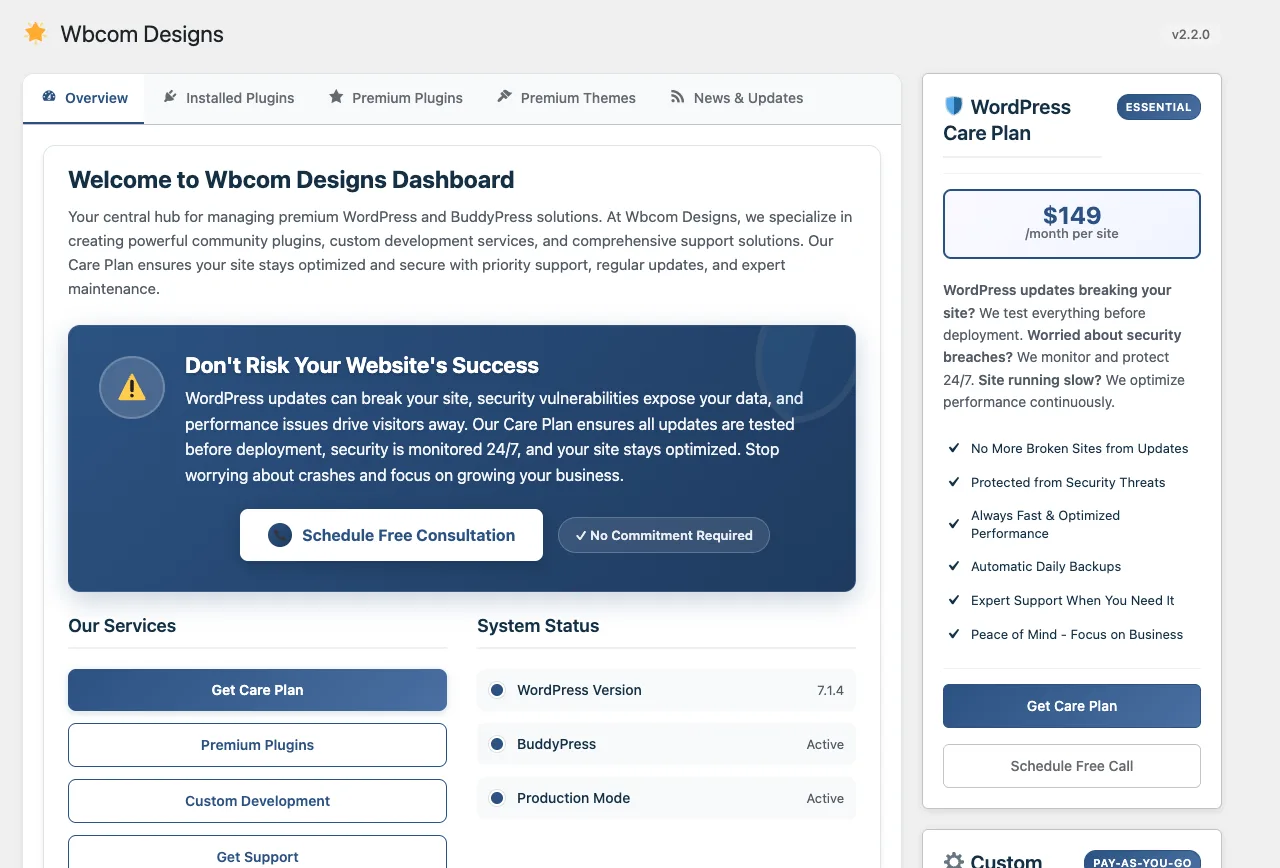 Wbcom Designs
v2.2.0
Overview
Installed Plugins
Premium Plugins
Premium Themes
News & Updates
Welcome to Wbcom Designs Dashboard
Your central hub for managing premium WordPress and BuddyPress solutions. At Wbcom Designs, we specialize in
creating powerful community plugins, custom development services, and comprehensive support solutions. Our
Care Plan ensures your site stays optimized and secure with priority support, regular updates, and expert
maintenance.
Don't Risk Your Website's Success
WordPress updates can break your site, security vulnerabilities expose your data, and
performance issues drive visitors away. Our Care Plan ensures all updates are tested
before deployment, security is monitored 24/7, and your site stays optimized. Stop
worrying about crashes and focus on growing your business.
Schedule Free Consultation
✓ No Commitment Required
Our Services
Get Care Plan
Premium Plugins
Custom Development
Get Support
System Status
WordPress Version 7.1.4
BuddyPress Active
Production Mode Active
WordPress
Care Plan
ESSENTIAL
$149
/month per site
WordPress updates breaking your
site? We test everything before
deployment. Worried about security
breaches? We monitor and protect
24/7. Site running slow? We optimize
performance continuously.
✓ No More Broken Sites from Updates
✓ Protected from Security Threats
✓ Always Fast & Optimized
Performance
✓ Automatic Daily Backups
✓ Expert Support When You Need It
✓ Peace of Mind - Focus on Business
Get Care Plan
Schedule Free Call
Custom
PAY-AS-YOU-GO